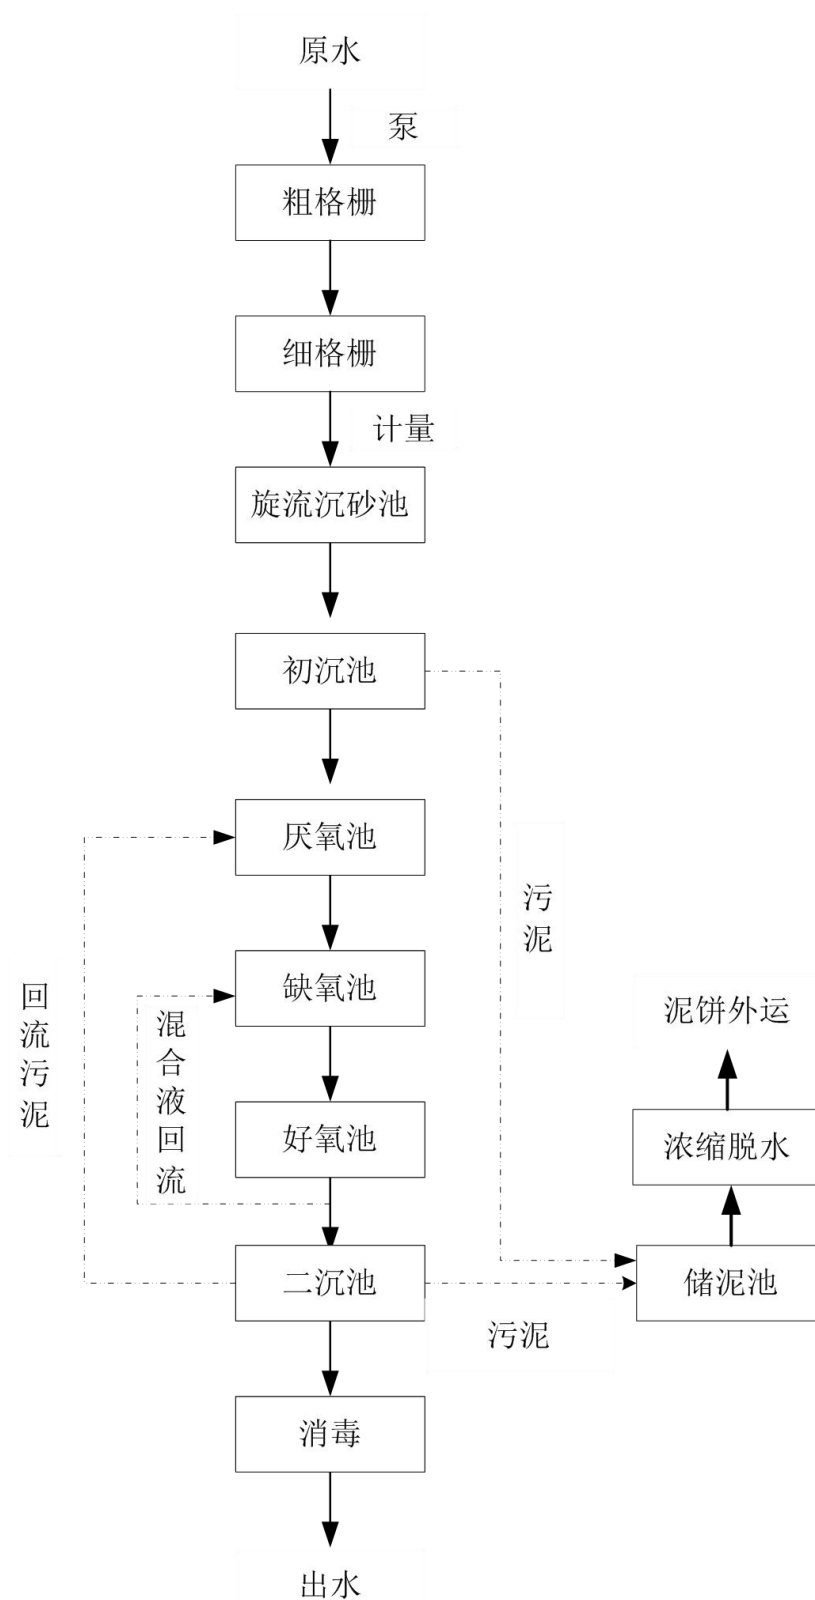 原水
泵
粗格栅
细格栅
计量
旋流沉砂池
初沉池
厌氧池
污泥
缺氧池
回流污泥
混合液回流
泥饼外运
好氧池
浓缩脱水
二沉池
储泥池
污泥
消毒
出水